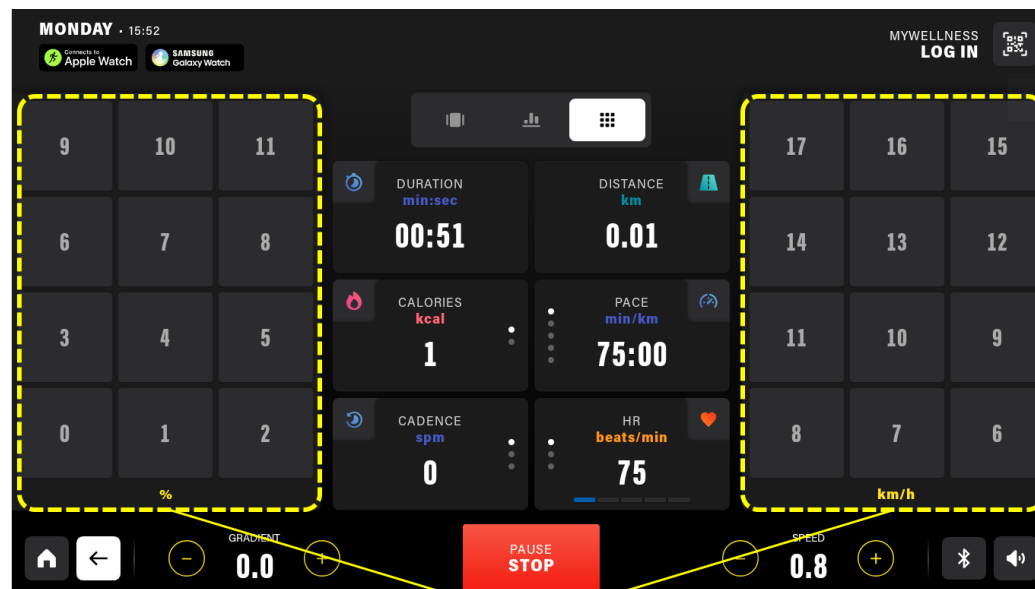 MONDAY · 15:52
Connects to
Apple Watch
SAMSUNG
Galaxy Watch
MYWELLNESS
LOG IN
9 10 11
6 7 8
3 4 5
0 1 2
%
DURATION
min:sec
00:51
DISTANCE
km
0.01
CALORIES
kcal
1
PACE
min/km
75:00
CADENCE
spm
0
HR
beats/min
75
17 16 15
14 13 12
11 10 9
8 7 6
km/h
GRADIENT
0.0
PAUSE
STOP
SPEED
0.8